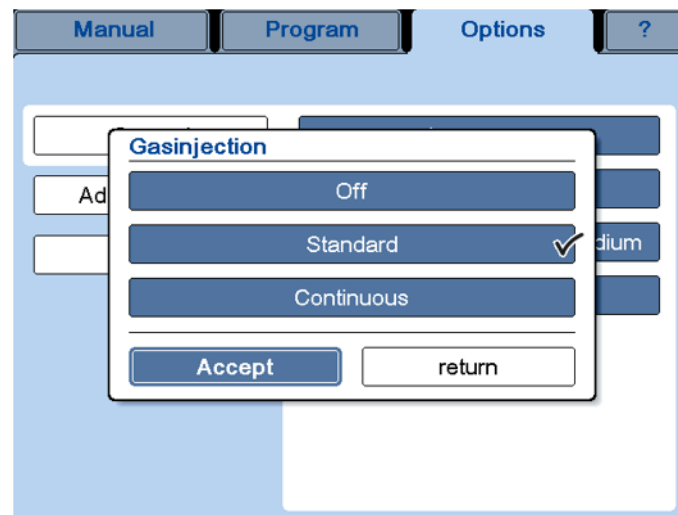 Manual Program Options ?
Gasinjection
Off
Ad
Standard
dium
Continuous
Accept return